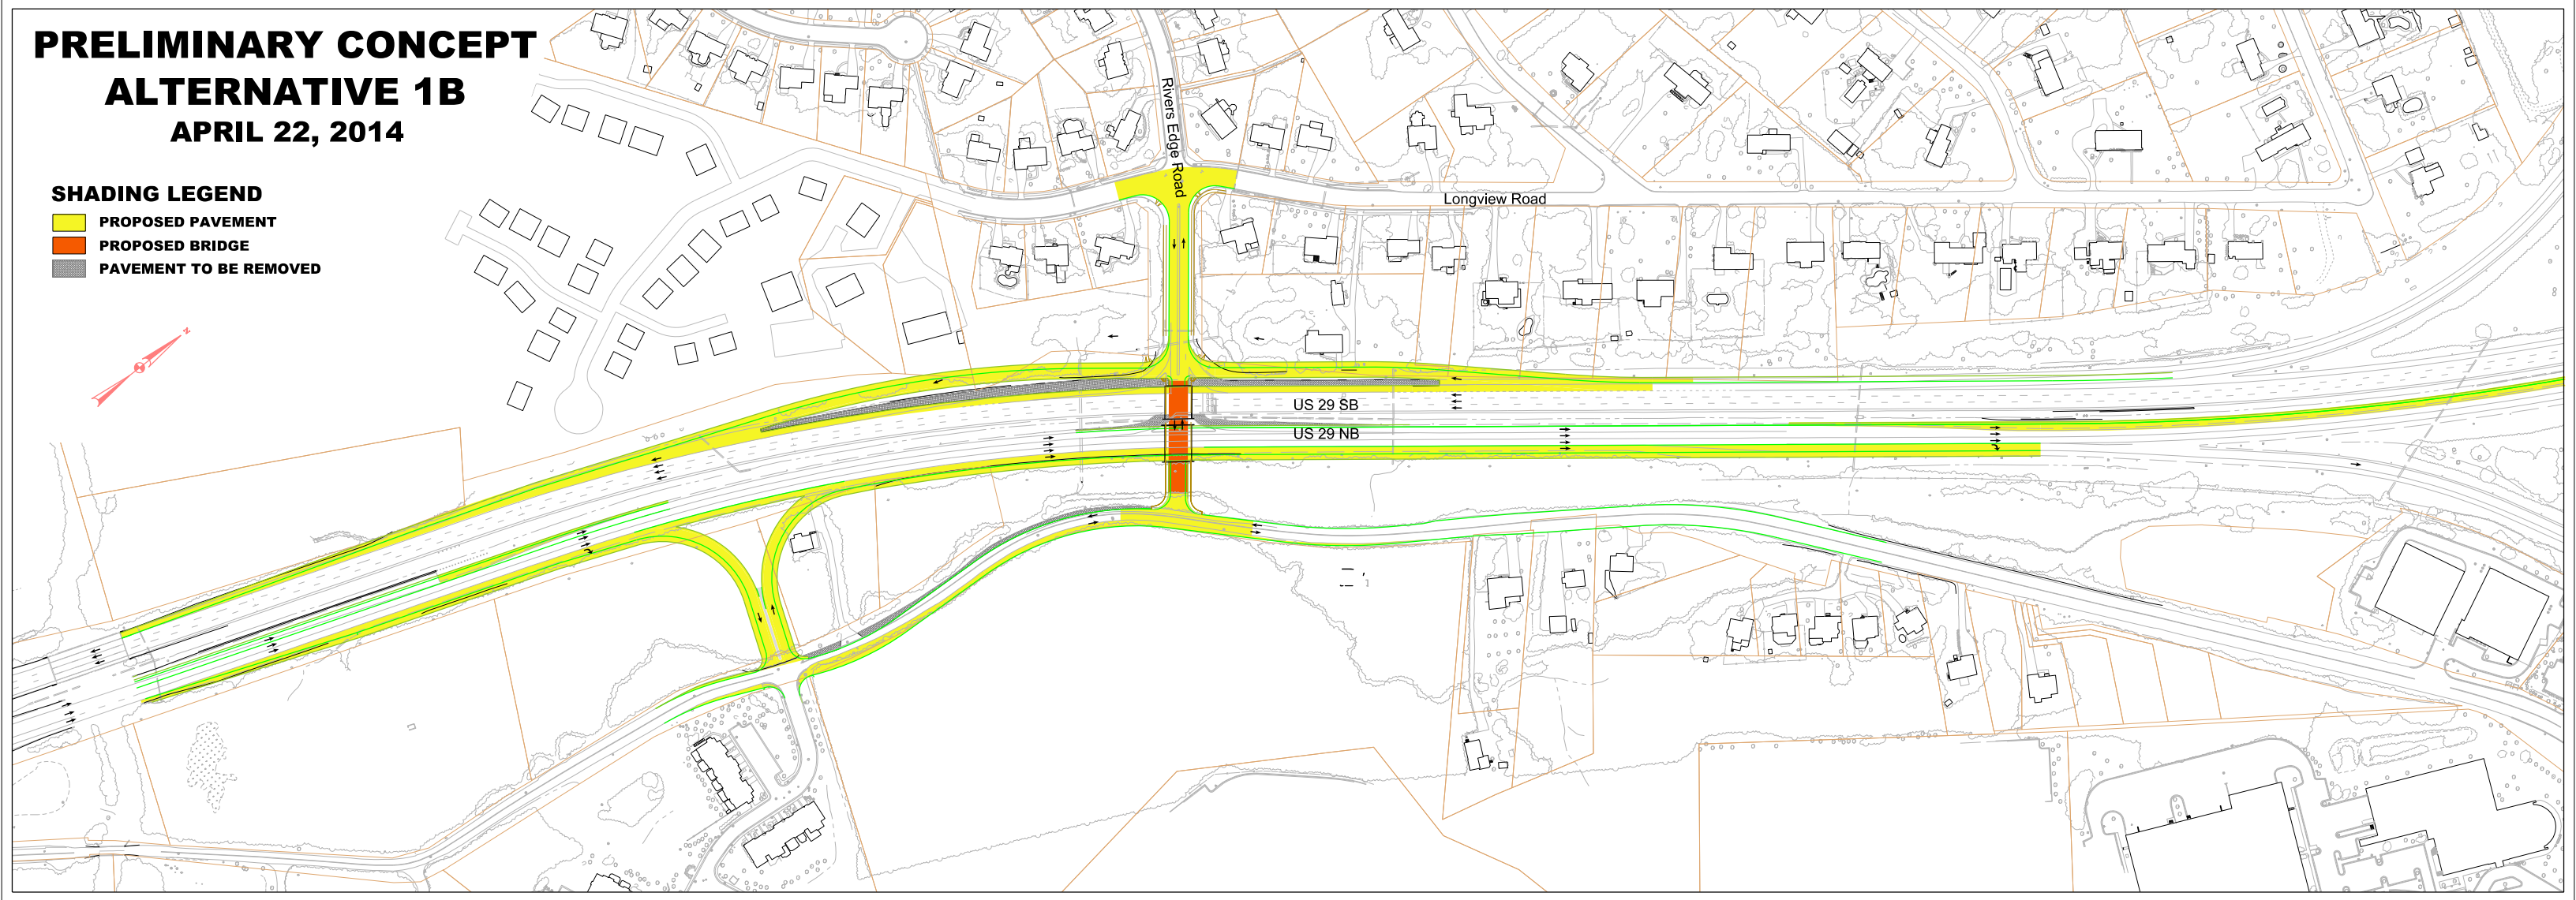 PRELIMINARY CONCEPT
ALTERNATIVE 1B
APRIL 22, 2014
SHADING LEGEND
PROPOSED PAVEMENT
PROPOSED BRIDGE
PAVEMENT TO BE REMOVED
N
Rivers Edge Road
Longview Road
US 29 SB
US 29 NB